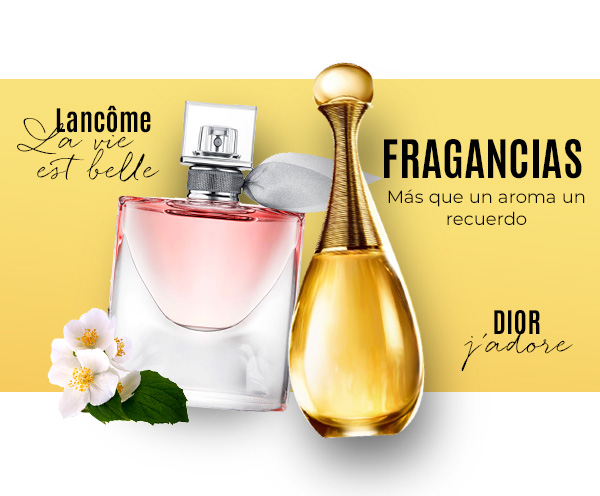 Lancôme
La vie
est belle
FRAGANCIAS
Más que un aroma un
recuerdo
DIOR
j'adore